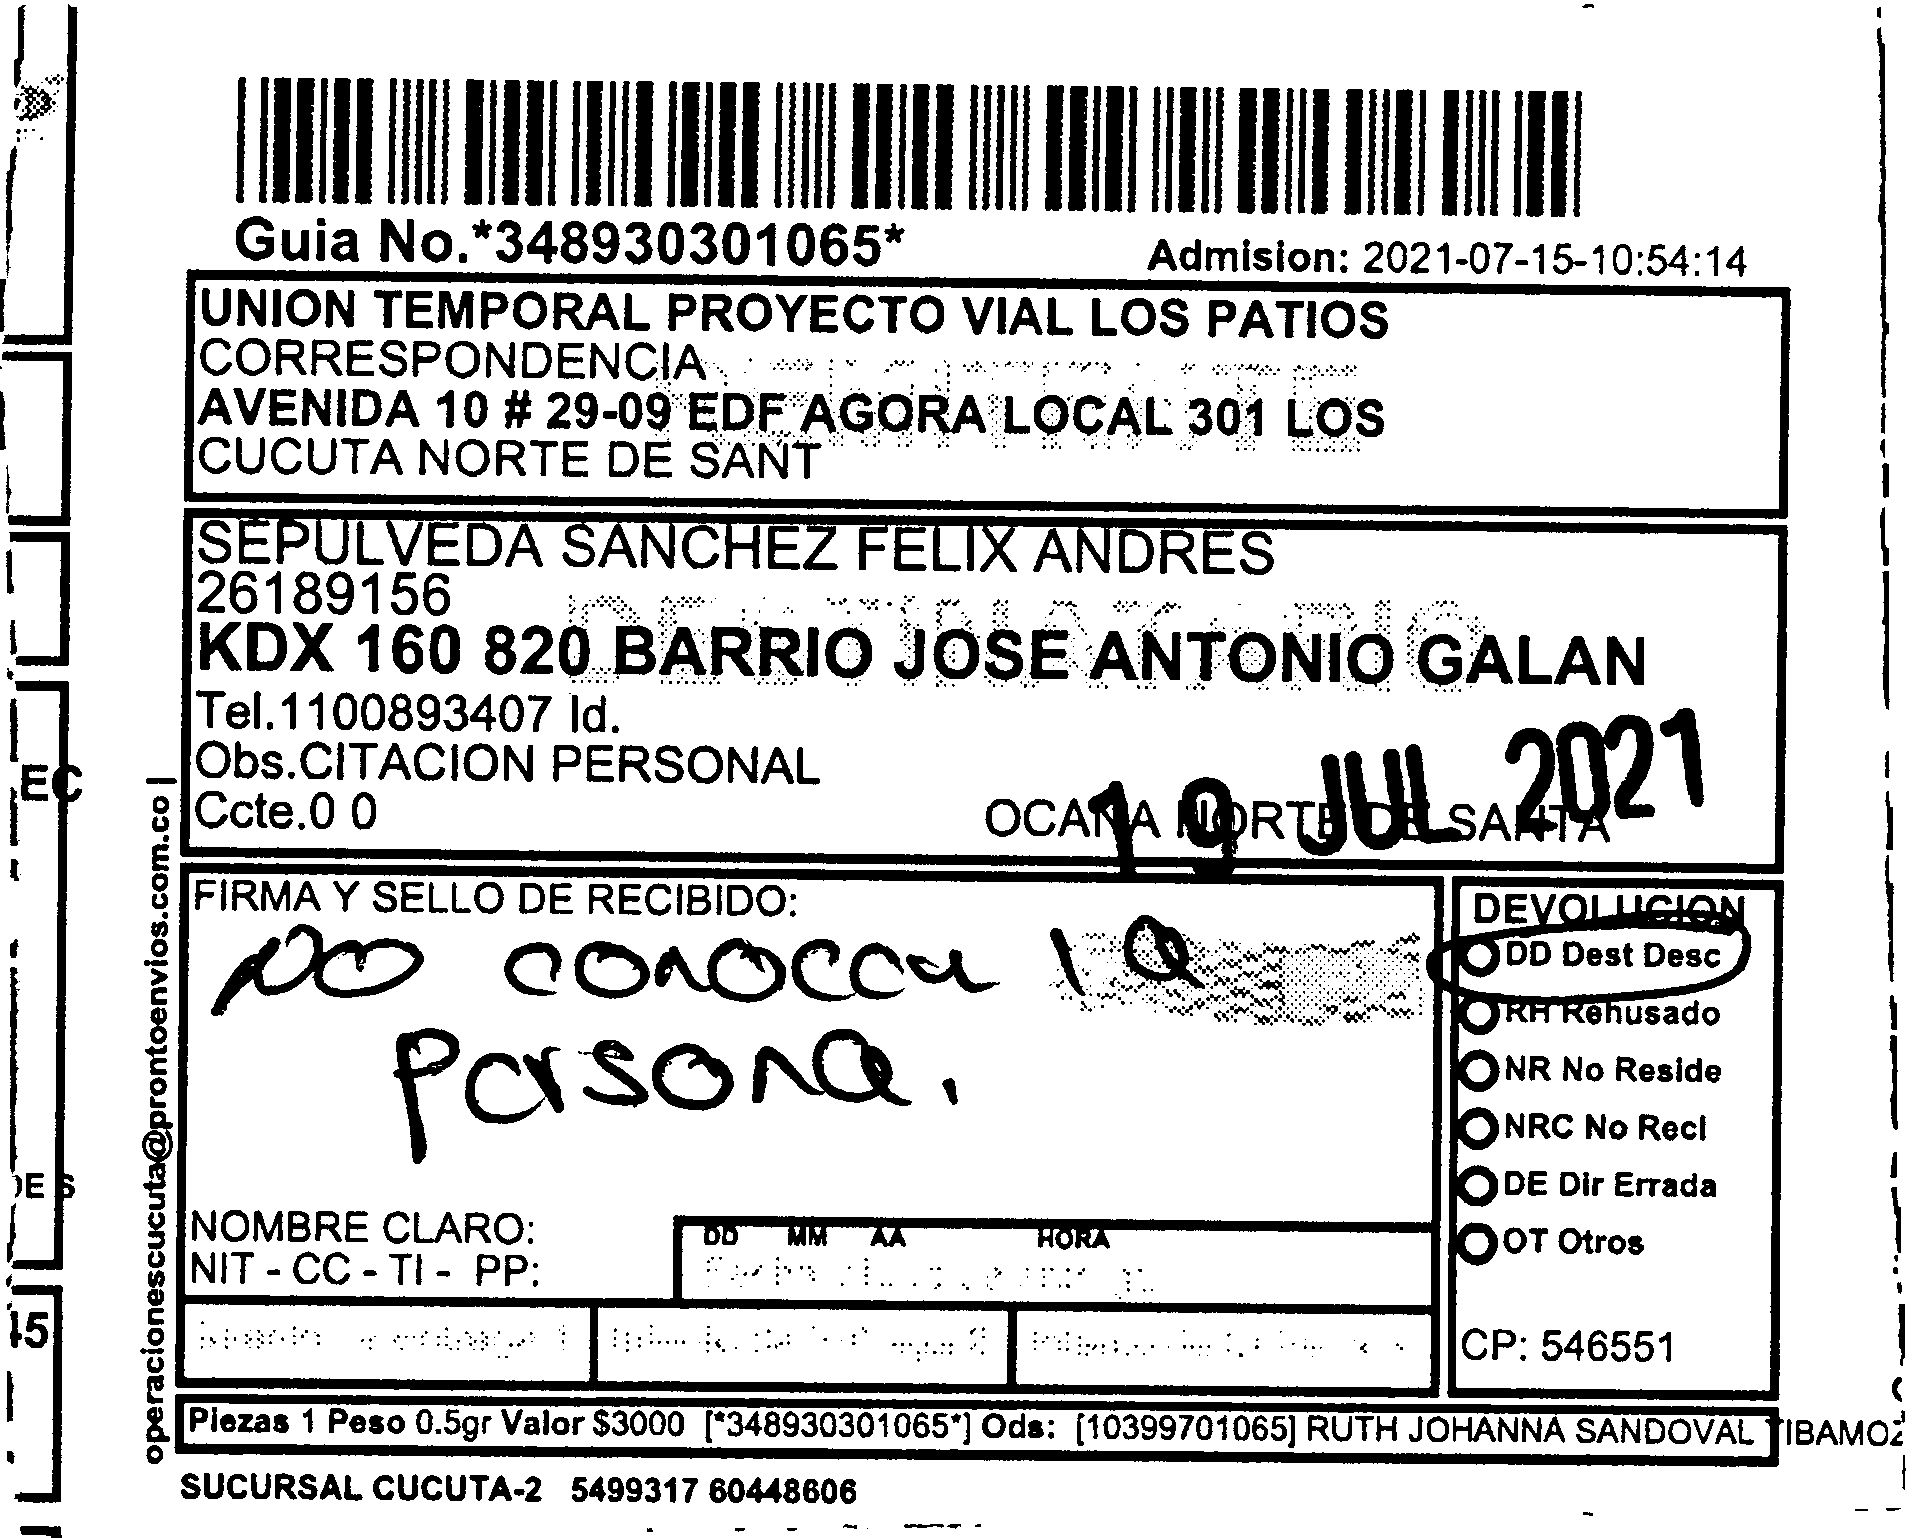 Guia No.*348930301065*
Admision: 2021-07-15-10:54:14
UNION TEMPORAL PROYECTO VIAL LOS PATIOS
CORRESPONDENCIA
AVENIDA 10 # 29-09 EDF AGORA LOCAL 301 LOS
CUCUTA NORTE DE SANT
SEPULVEDA SANCHEZ FELIX ANDRES
26189156
KDX 160 820 BARRIO JOSE ANTONIO GALAN
DESTINATARIO
Tel.1100893407 Id.
Obs.CITACION PERSONAL
Ccte.0 0
OCANA NORTE DE SANTA
19 JUL 2021
FIRMA Y SELLO DE RECIBIDO:
No conocen la
persona.
NOMBRE CLARO:
NIT - CC - TI - PP:
DD MM AA HORA
DEVOLUCION
DD Dest Desc
RH Rehusado
NR No Reside
NRC No Recl
DE Dir Errada
OT Otros
CP: 546551
Piezas 1 Peso 0.5gr Valor $3000 [*348930301065*] Ods: [10399701065] RUTH JOHANNA SANDOVAL TIBAMOZ
SUCURSAL CUCUTA-2 5499317 60448606
operacionescucuta@prontoenvios.com.co |
EC
DE S
15